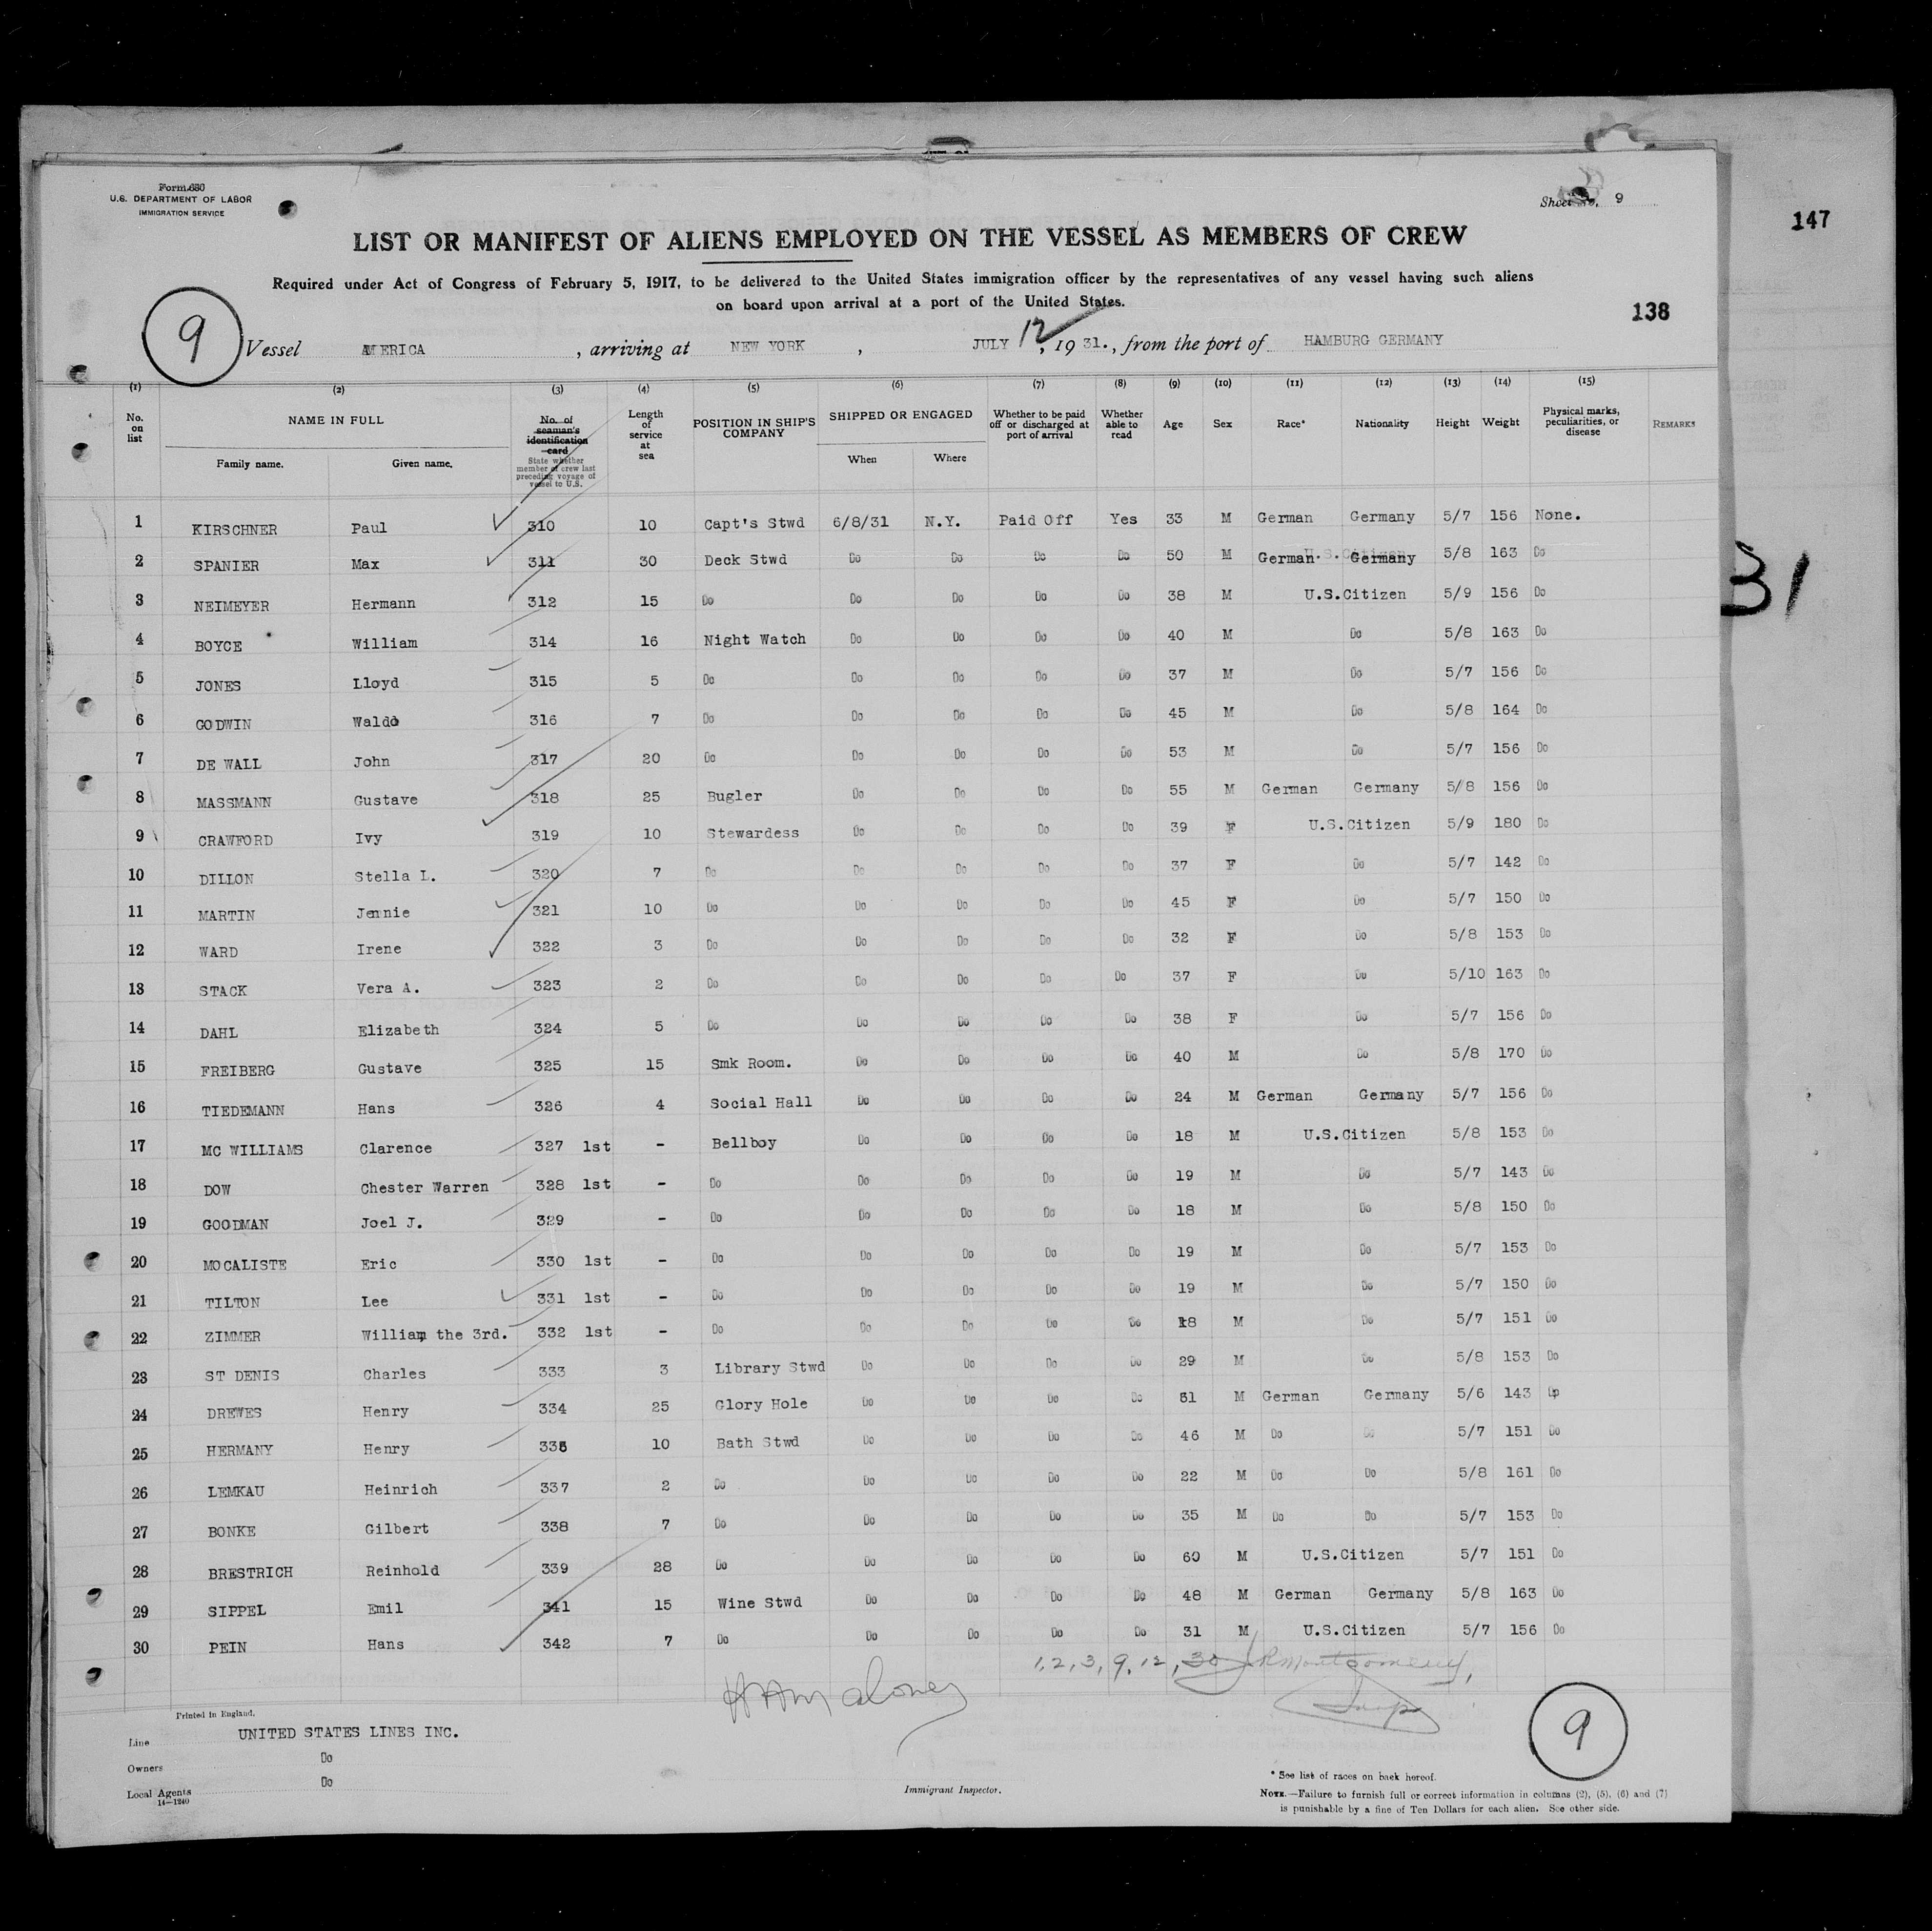 Form 680
U.S. DEPARTMENT OF LABOR
IMMIGRATION SERVICE
Sheet No. 9
147
LIST OR MANIFEST OF ALIENS EMPLOYED ON THE VESSEL AS MEMBERS OF CREW
Required under Act of Congress of February 5, 1917, to be delivered to the United States immigration officer by the representatives of any vessel having such aliens
on board upon arrival at a port of the United States.
138
9
Vessel AMERICA , arriving at NEW YORK , JULY 12, 1931., from the port of HAMBURG GERMANY
(1) (2) (3) (4) (5) (6) (7) (8) (9) (10) (11) (12) (13) (14) (15)
No. on list NAME IN FULL Family name. Given name. No. of seaman's identification card State whether member of crew last preceding voyage of vessel to U.S. Length of service at sea POSITION IN SHIP'S COMPANY SHIPPED OR ENGAGED When Where Whether to be paid off or discharged at port of arrival Whether able to read Age Sex Race* Nationality Height Weight Physical marks, peculiarities, or disease REMARKS
1 KIRSCHNER Paul 310 10 Capt's Stwd 6/8/31 N.Y. Paid Off Yes 33 M German Germany 5/7 156 None.
2 SPANIER Max 311 30 Deck Stwd Do Do Do Do 50 M German Germany 5/8 163 Do
3 NEIMEYER Hermann 312 15 Do Do Do Do Do 38 M U.S.Citizen 5/9 156 Do
4 BOYCE William 314 16 Night Watch Do Do Do Do 40 M Do 5/8 163 Do
5 JONES Lloyd 315 5 Do Do Do Do Do 37 M Do 5/7 156 Do
6 GODWIN Waldo 316 7 Do Do Do Do Do 45 M Do 5/8 164 Do
7 DE WALL John 317 20 Do Do Do Do Do 53 M Do 5/7 156 Do
8 MASSMANN Gustave 318 25 Bugler Do Do Do Do 55 M German Germany 5/8 156 Do
9 CRAWFORD Ivy 319 10 Stewardess Do Do Do Do 39 F U.S.Citizen 5/9 180 Do
10 DILLON Stella L. 320 7 Do Do Do Do Do 37 F Do 5/7 142 Do
11 MARTIN Jennie 321 10 Do Do Do Do Do 45 F Do 5/7 150 Do
12 WARD Irene 322 3 Do Do Do Do Do 32 F Do 5/8 153 Do
13 STACK Vera A. 323 2 Do Do Do Do Do 37 F Do 5/10 163 Do
14 DAHL Elizabeth 324 5 Do Do Do Do Do 38 F Do 5/7 156 Do
15 FREIBERG Gustave 325 15 Smk Room. Do Do Do Do 40 M Do 5/8 170 Do
16 TIEDEMANN Hans 326 4 Social Hall Do Do Do Do 24 M German Germany 5/7 156 Do
17 MC WILLIAMS Clarence 327 1st - Bellboy Do Do Do Do 18 M U.S.Citizen 5/8 153 Do
18 DOW Chester Warren 328 1st - Do Do Do Do Do 19 M Do 5/7 143 Do
19 GOODMAN Joel J. 329 - Do Do Do Do Do 18 M Do 5/8 150 Do
20 MOCALISTE Eric 330 1st - Do Do Do Do Do 19 M Do 5/7 153 Do
21 TILTON Lee 331 1st - Do Do Do Do Do 19 M Do 5/7 150 Do
22 ZIMMER William the 3rd. 332 1st - Do Do Do Do Do 18 M Do 5/7 151 Do
23 ST DENIS Charles 333 3 Library Stwd Do Do Do Do 29 M Do 5/8 153 Do
24 DREWES Henry 334 25 Glory Hole Do Do Do Do 51 M German Germany 5/6 143 Do
25 HERMANY Henry 335 10 Bath Stwd Do Do Do Do 46 M Do Do 5/7 151 Do
26 LEMKAU Heinrich 337 2 Do Do Do Do Do 22 M Do Do 5/8 161 Do
27 BONKE Gilbert 338 7 Do Do Do Do Do 35 M Do Do 5/7 153 Do
28 BRESTRICH Reinhold 339 28 Do Do Do Do Do 60 M U.S.Citizen 5/7 151 Do
29 SIPPEL Emil 341 15 Wine Stwd Do Do Do Do 48 M German Germany 5/8 163 Do
30 PEIN Hans 342 7 Do Do Do Do Do 31 M U.S.Citizen 5/7 156 Do
31
1, 2, 3, 9, 12, 30 Montgomery,
Insp
Maloney
9
Printed in England.
Line UNITED STATES LINES INC.
Owners Do
Local Agents Do
14—1240
Immigrant Inspector.
* See list of races on back hereof.
NOTE.—Failure to furnish full or correct information in columns (2), (5), (6) and (7)
is punishable by a fine of Ten Dollars for each alien. See other side.